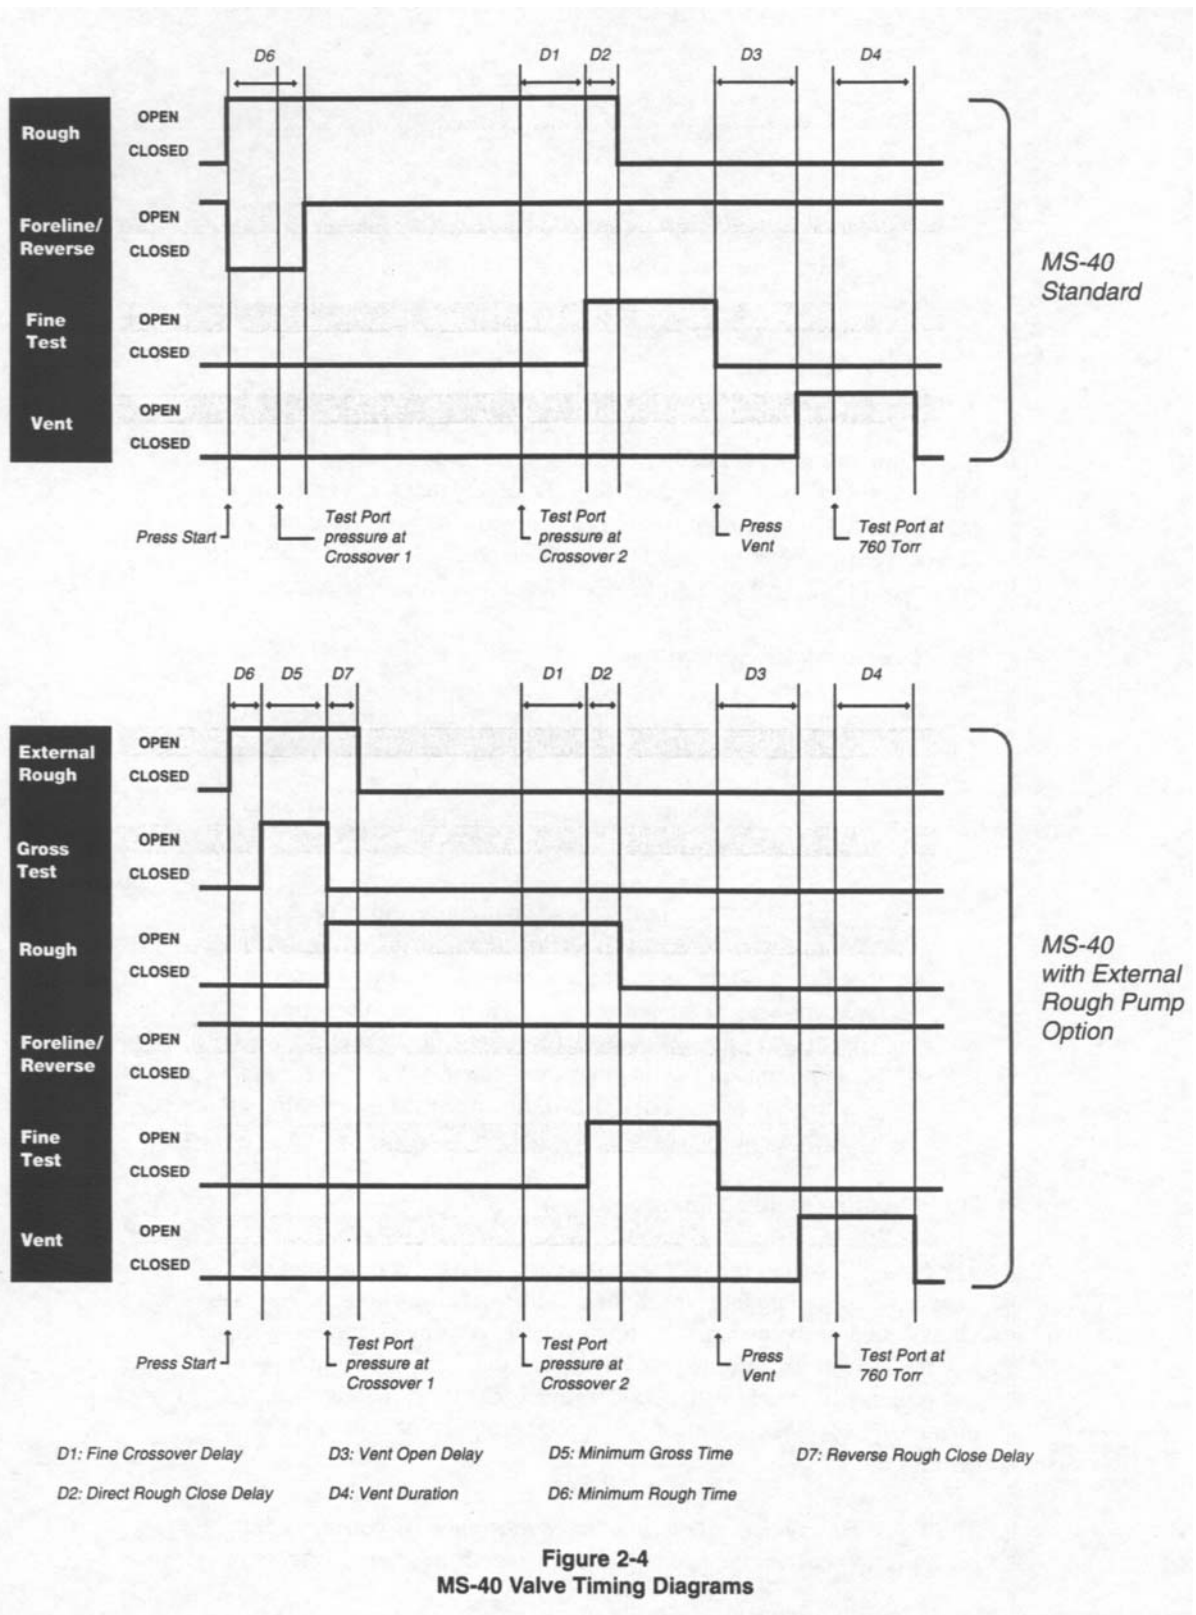 D6 D1 D2 D3 D4
Rough
OPEN
CLOSED
Foreline/
Reverse
OPEN
CLOSED
Fine
Test
OPEN
CLOSED
Vent
OPEN
CLOSED
MS-40
Standard
Press Start
Test Port
pressure at
Crossover 1
Test Port
pressure at
Crossover 2
Press
Vent
Test Port at
760 Torr
D6 D5 D7 D1 D2 D3 D4
External
Rough
OPEN
CLOSED
Gross
Test
OPEN
CLOSED
Rough
OPEN
CLOSED
Foreline/
Reverse
OPEN
CLOSED
Fine
Test
OPEN
CLOSED
Vent
OPEN
CLOSED
MS-40
with External
Rough Pump
Option
Press Start
Test Port
pressure at
Crossover 1
Test Port
pressure at
Crossover 2
Press
Vent
Test Port at
760 Torr
D1: Fine Crossover Delay D3: Vent Open Delay D5: Minimum Gross Time D7: Reverse Rough Close Delay
D2: Direct Rough Close Delay D4: Vent Duration D6: Minimum Rough Time
Figure 2-4
MS-40 Valve Timing Diagrams